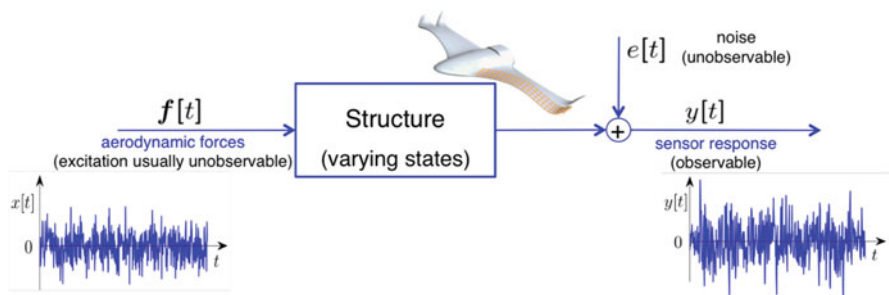 f[t]
aerodynamic forces
(excitation usually unobservable)
Structure
(varying states)
e[t]
noise
(unobservable)
+
y[t]
sensor response
(observable)
x[t]
0
t
y[t]
0
t